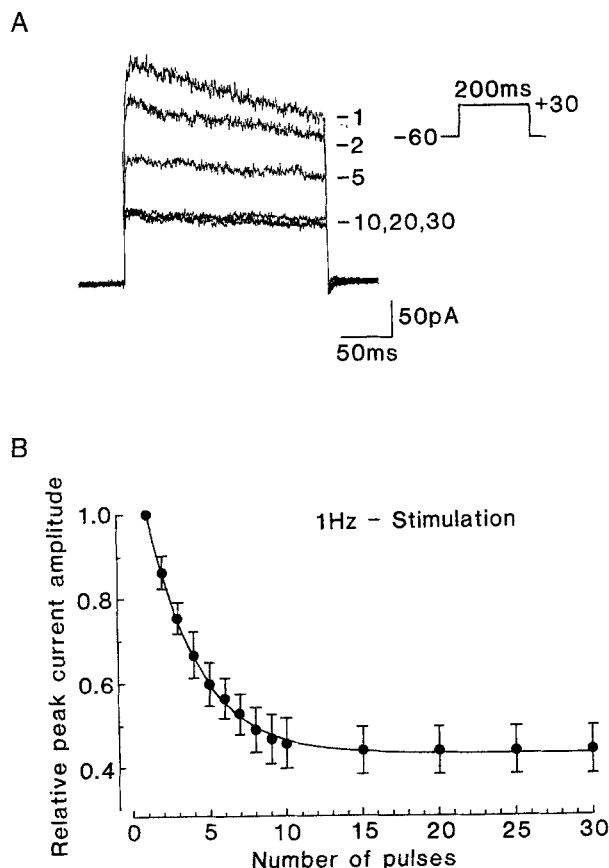 A
200ms
+30
-60
-1
-2
-5
-10,20,30
50pA
50ms
B
Relative peak current amplitude
1Hz - Stimulation
1.0
0.8
0.6
0.4
0
5
10
15
20
25
30
Number of pulses